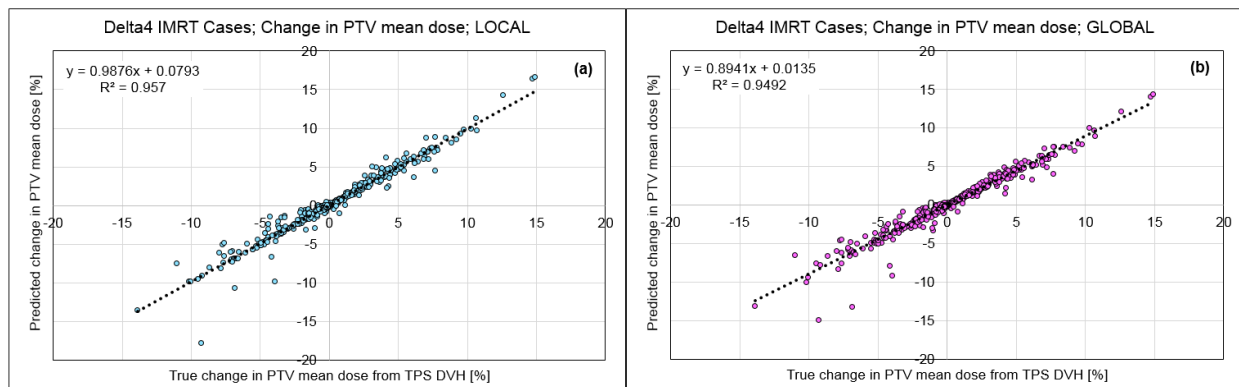 Delta4 IMRT Cases; Change in PTV mean dose; LOCAL
(a)
y = 0.9876x + 0.0793
R² = 0.957
Predicted change in PTV mean dose [%]
20
15
10
5
0
-5
-10
-15
-20
-20 -15 -10 -5 0 5 10 15 20
True change in PTV mean dose from TPS DVH [%]
Delta4 IMRT Cases; Change in PTV mean dose; GLOBAL
(b)
y = 0.8941x + 0.0135
R² = 0.9492
Predicted change in PTV mean dose [%]
20
15
10
5
0
-5
-10
-15
-20
-20 -15 -10 -5 0 5 10 15 20
True change in PTV mean dose from TPS DVH [%]